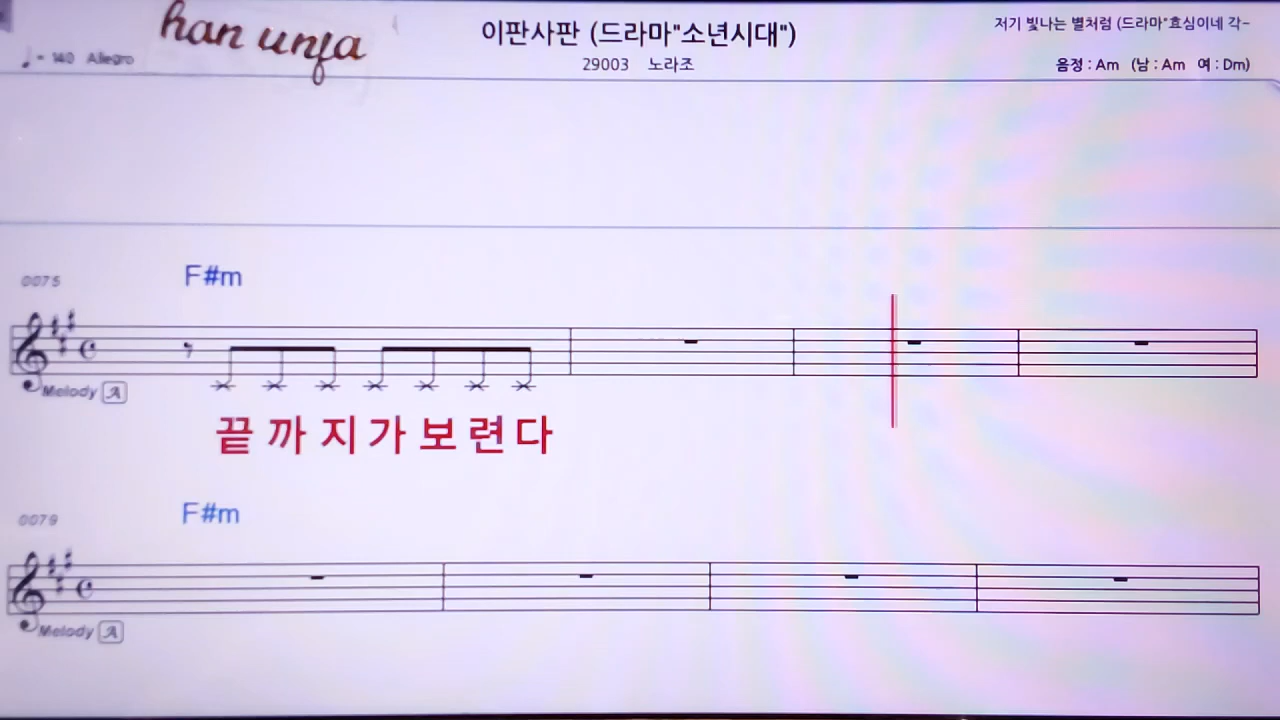 han unja
이판사판 (드라마"소년시대")
저기 빛나는 별처럼 (드라마"효심이네 각-
♩= 140 Allegro
29003 노라조
음정 : Am (남 : Am 여 : Dm)
0075 F#m
Melody A
끝 까 지 가 보 련 다
0079 F#m
Melody A